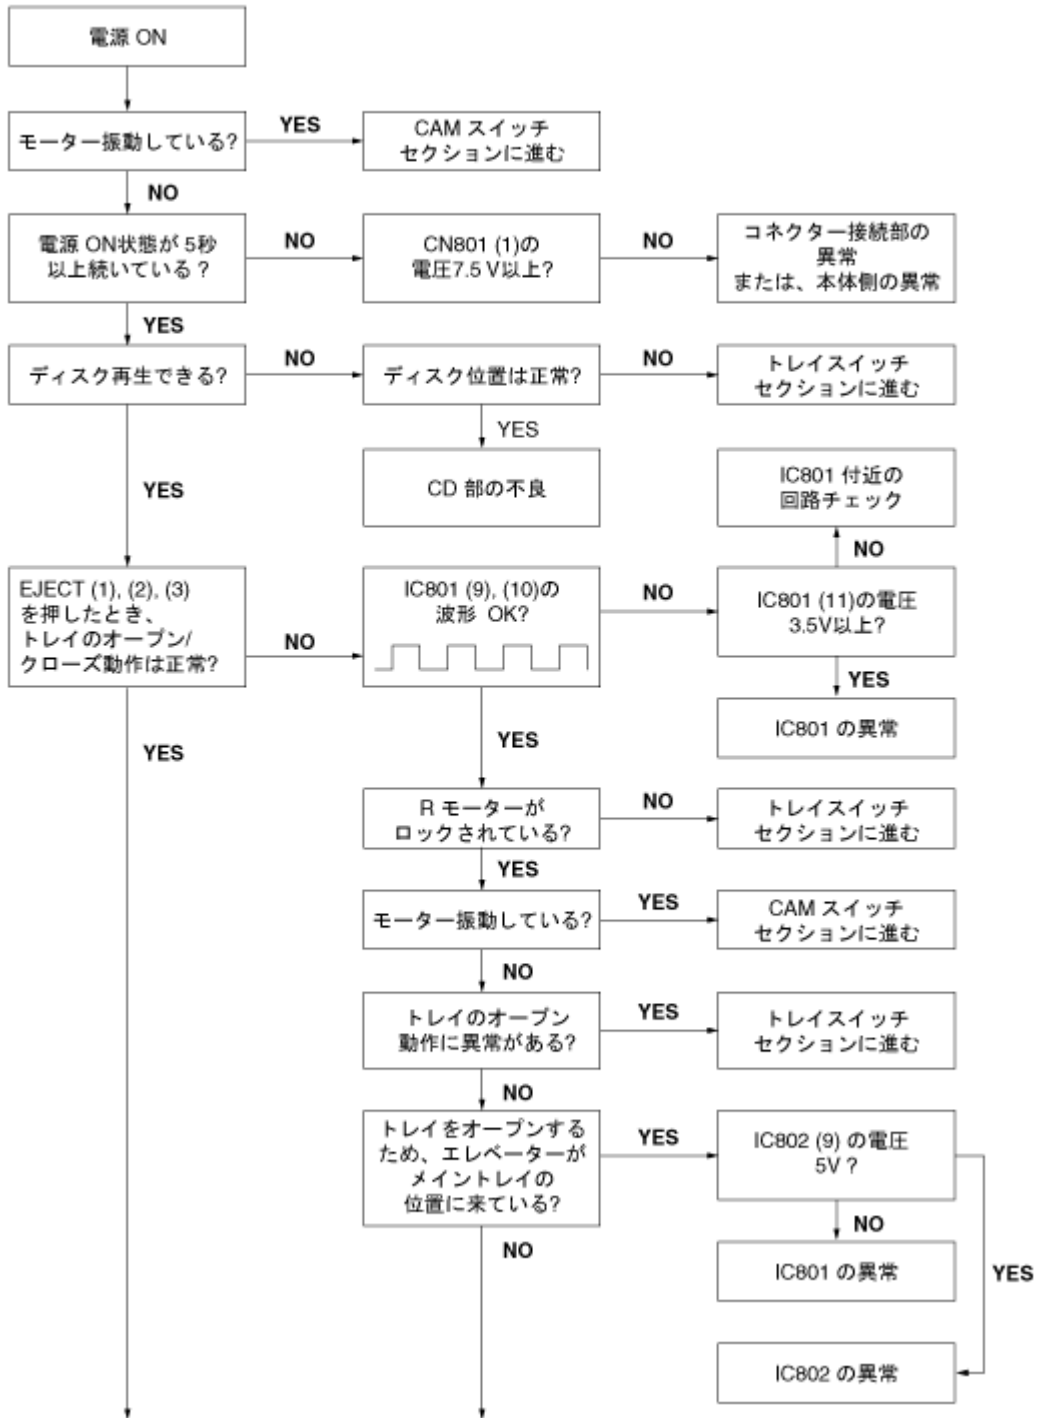 電源 ON
モーター振動している?
YES
CAM スイッチ
セクションに進む
NO
電源 ON状態が 5秒
以上続いている ?
NO
CN801 (1)の
電圧7.5 V以上?
NO
コネクター接続部の
異常
または、本体側の異常
YES
ディスク再生できる?
NO
ディスク位置は正常?
NO
トレイスイッチ
セクションに進む
YES
CD 部の不良
YES
IC801 付近の
回路チェック
NO
EJECT (1), (2), (3)
を押したとき、
トレイのオープン/
クローズ動作は正常?
NO
IC801 (9), (10)の
波形 OK?
NO
IC801 (11)の電圧
3.5V以上?
YES
IC801 の異常
YES
YES
R モーターが
ロックされている?
NO
トレイスイッチ
セクションに進む
YES
モーター振動している?
YES
CAM スイッチ
セクションに進む
NO
トレイのオープン
動作に異常がある?
YES
トレイスイッチ
セクションに進む
NO
トレイをオープンする
ため、エレベーターが
メイントレイの
位置に来ている?
YES
IC802 (9) の電圧
5V ?
NO
NO
IC801 の異常
YES
IC802 の異常